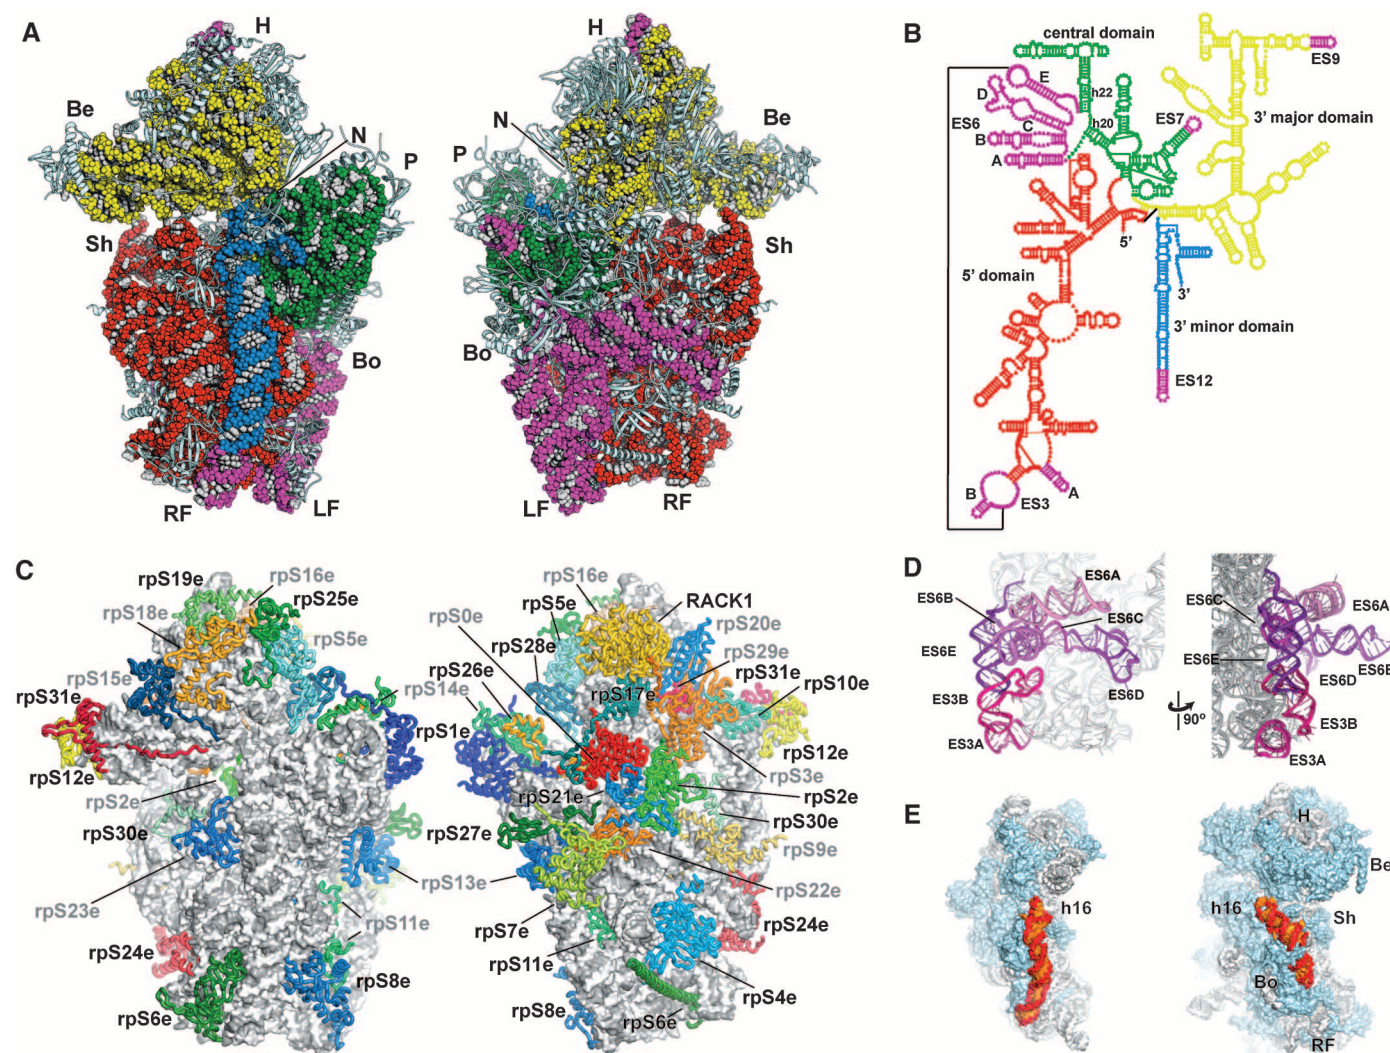 A
H
Be
N
P
Sh
Bo
RF
LF
H
N
Be
P
Sh
Bo
LF
RF
B
central domain
ES9
E
D
h22
ES6
C
h20
ES7
3' major domain
B
A
5'
5' domain
3'
3' minor domain
ES12
B
ES3
A
C
rpS19e
rpS16e
rpS25e
rpS18e
rpS5e
rpS15e
rpS31e
rpS14e
rpS1e
rpS12e
rpS2e
rpS30e
rpS13e
rpS23e
rpS11e
rpS24e
rpS8e
rpS6e
rpS16e
rpS0e
rpS5e
RACK1
rpS28e
rpS20e
rpS26e
rpS29e
rpS17e
rpS31e
rpS10e
rpS12e
rpS3e
rpS21e
rpS2e
rpS27e
rpS30e
rpS9e
rpS22e
rpS7e
rpS24e
rpS11e
rpS4e
rpS8e
rpS6e
D
ES6A
ES6B
ES6C
ES6E
ES6D
ES3B
ES3A
90°
ES6C
ES6A
ES6E
ES6D
ES6B
ES3B
ES3A
E
h16
H
Be
h16
Sh
Bo
RF